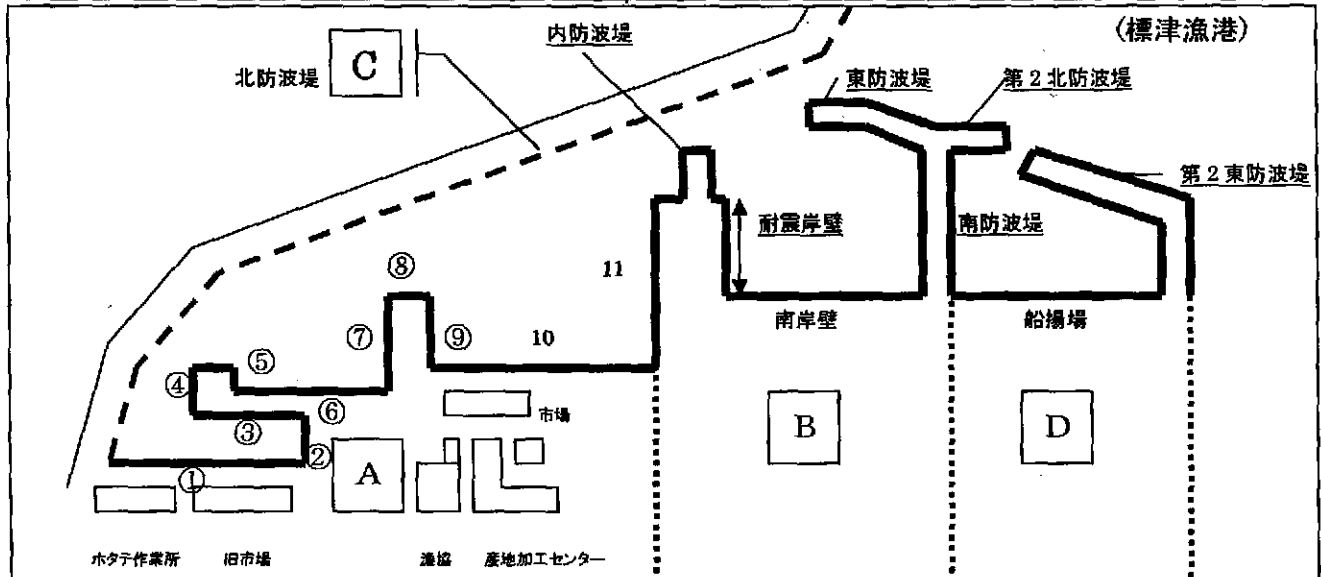 (標津漁港)
内防波堤
北防波堤
C
東防波堤
第2北防波堤
第2東防波堤
耐震岸壁
南防波堤
⑧
11
南岸壁
船揚場
⑦
⑨
10
⑤
④
⑥
③
市場
B
D
②
A
①
ホタテ作業所
旧市場
漁協
産地加工センター